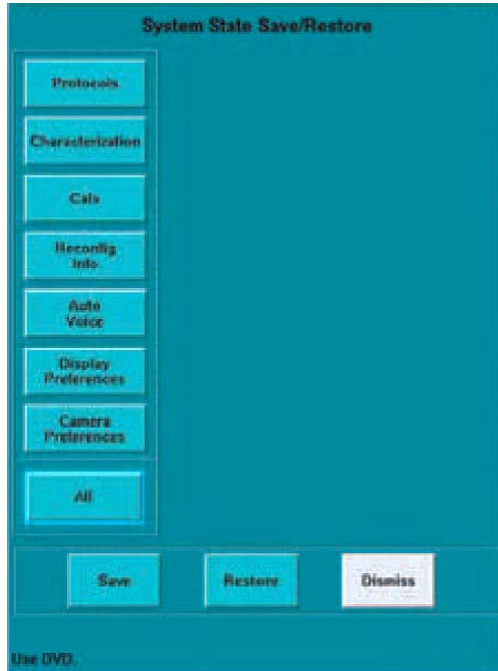 System State Save/Restore
Protocols
Characterization
Cals
Reconfig
Info
Auto
Voice
Display
Preferences
Camera
Preferences
All
Save
Restore
Dismiss
Use DVD.